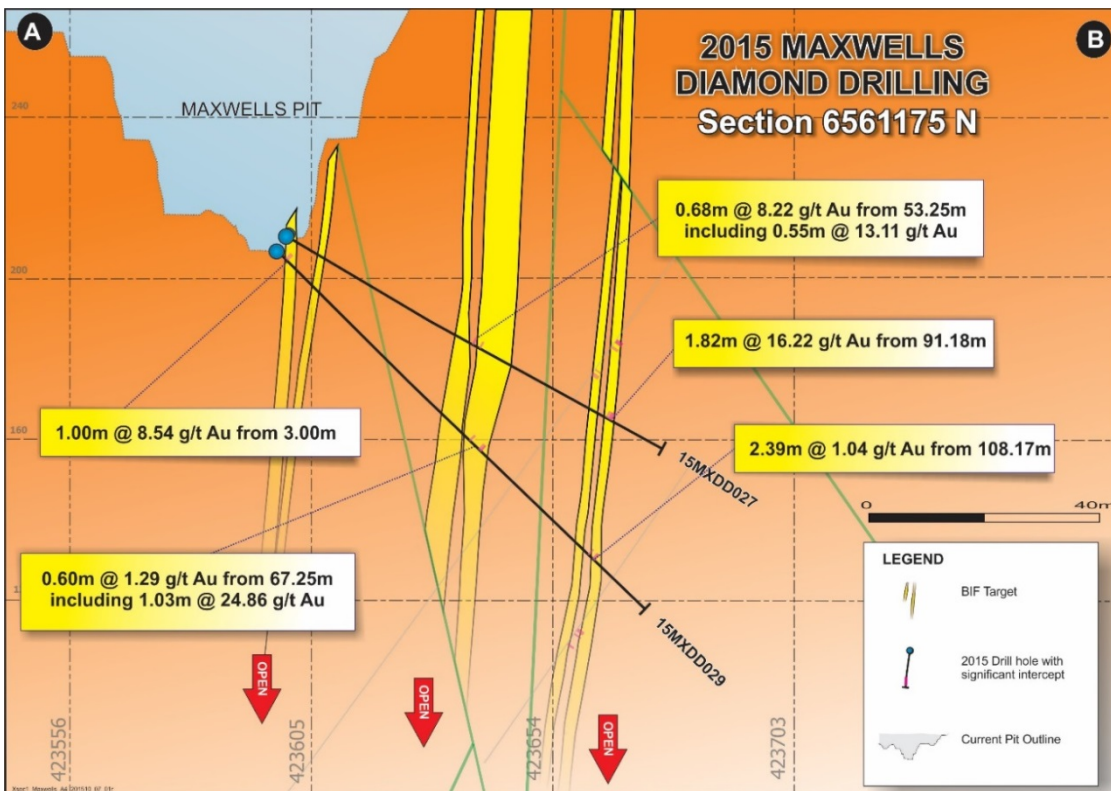 A
B
2015 MAXWELLS
DIAMOND DRILLING
Section 6561175 N
MAXWELLS PIT
240
200
160
0.68m @ 8.22 g/t Au from 53.25m
including 0.55m @ 13.11 g/t Au
1.82m @ 16.22 g/t Au from 91.18m
1.00m @ 8.54 g/t Au from 3.00m
2.39m @ 1.04 g/t Au from 108.17m
15MXDD027
0 40m
0.60m @ 1.29 g/t Au from 67.25m
including 1.03m @ 24.86 g/t Au
15MXDD029
OPEN
OPEN
OPEN
423556
423605
423654
423703
LEGEND
BIF Target
2015 Drill hole with
significant intercept
Current Pit Outline